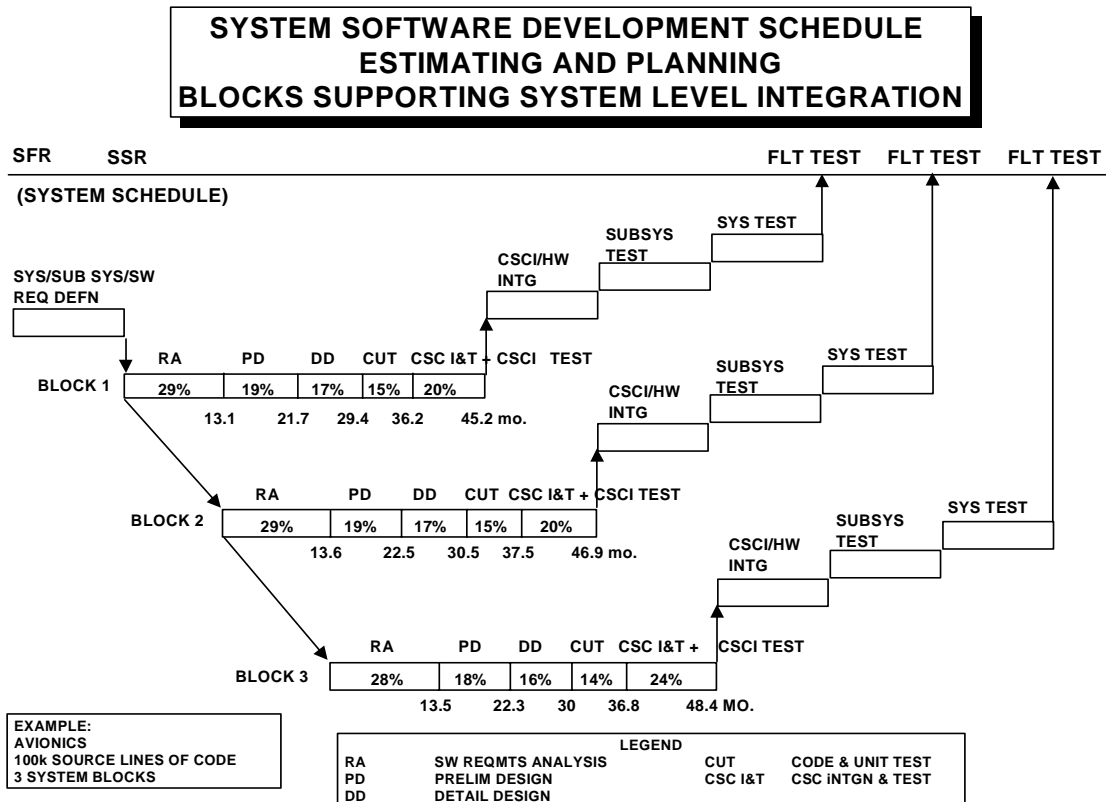 SYSTEM SOFTWARE DEVELOPMENT SCHEDULE
ESTIMATING AND PLANNING
BLOCKS SUPPORTING SYSTEM LEVEL INTEGRATION
SFR SSR FLT TEST FLT TEST FLT TEST
(SYSTEM SCHEDULE)
SYS/SUB SYS/SW
REQ DEFN
CSCI/HW
INTG
SUBSYS
TEST
SYS TEST
RA PD DD CUT CSC I&T + CSCI TEST
BLOCK 1 29% 19% 17% 15% 20%
13.1 21.7 29.4 36.2 45.2 mo.
CSCI/HW
INTG
SUBSYS
TEST
SYS TEST
RA PD DD CUT CSC I&T + CSCI TEST
BLOCK 2 29% 19% 17% 15% 20%
13.6 22.5 30.5 37.5 46.9 mo.
CSCI/HW
INTG
SUBSYS
TEST
SYS TEST
RA PD DD CUT CSC I&T + CSCI TEST
BLOCK 3 28% 18% 16% 14% 24%
13.5 22.3 30 36.8 48.4 MO.
EXAMPLE:
AVIONICS
100k SOURCE LINES OF CODE
3 SYSTEM BLOCKS
LEGEND
RA SW REQMTS ANALYSIS CUT CODE & UNIT TEST
PD PRELIM DESIGN CSC I&T CSC iNTGN & TEST
DD DETAIL DESIGN